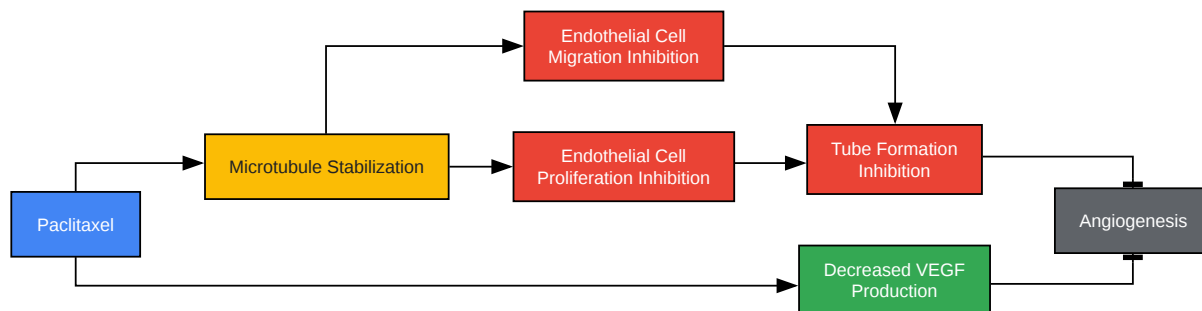 Endothelial Cell
Migration Inhibition
Microtubule Stabilization
Endothelial Cell
Proliferation Inhibition
Tube Formation
Inhibition
Paclitaxel
Angiogenesis
Decreased VEGF
Production